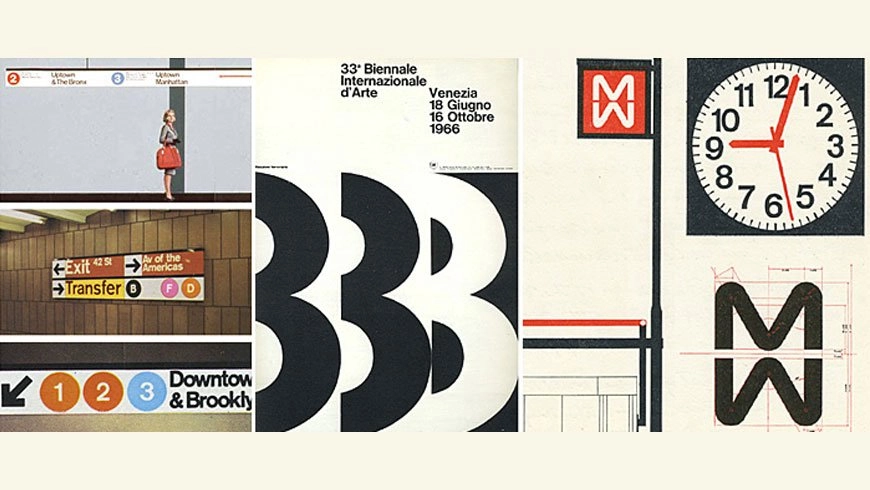 2
Uptown
& The Bronx
3
Uptown
Manhattan
Exit 42 St
Av of the
Americas
Transfer B F D
1 2 3 Downtow
& Brookly
33ª Biennale
Internazionale
d'Arte
Venezia
18 Giugno
16 Ottobre
1966
M
M
12
1
2
3
4
5
6
7
8
9
10
11
M
M